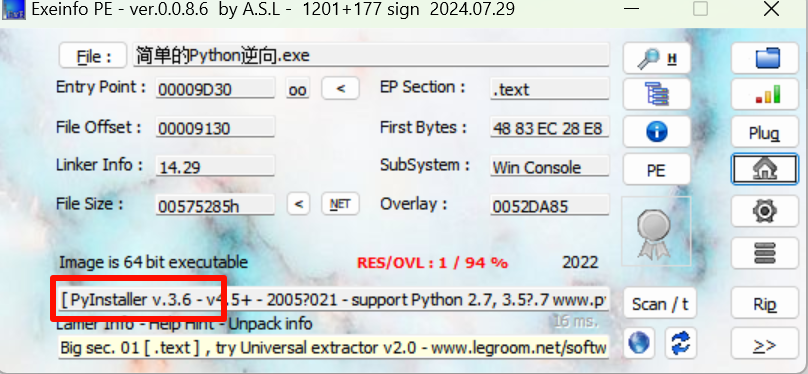 Exeinfo PE - ver.0.0.8.6 by A.S.L - 1201+177 sign 2024.07.29
File : 简单的Python逆向.exe H
Entry Point : 00009D30 oo < EP Section : .text
File Offset : 00009130 First Bytes : 48 83 EC 28 E8 Plug
Linker Info : 14.29 SubSystem : Win Console PE
File Size : 00575285h < NET Overlay : 0052DA85
Image is 64 bit executable RES/OVL : 1 / 94 % 2022
[ PyInstaller v.3.6 - v4.5+ - 2005?021 - support Python 2.7, 3.5?.7 www.p Scan / t Rip
Lamer Info - Help Hint - Unpack info 16 ms.
Big sec. 01 [ .text ] , try Universal extractor v2.0 - www.legroom.net/softw >>